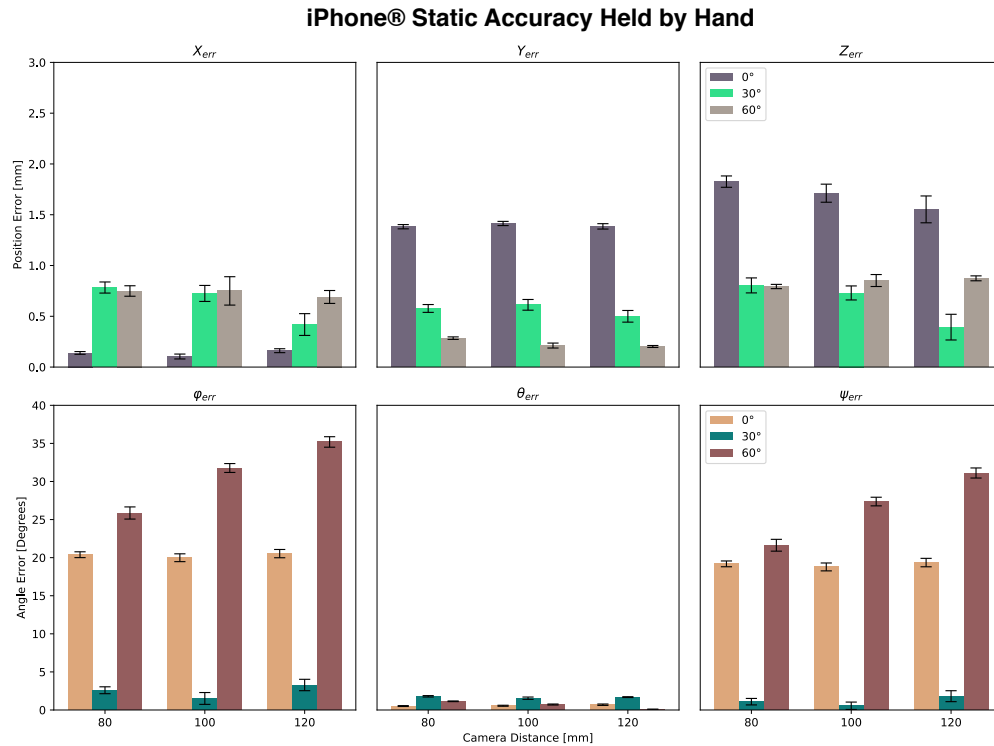 iPhone® Static Accuracy Held by Hand
X_err
Y_err
Z_err
Position Error [mm]
3.0
2.5
2.0
1.5
1.0
0.5
0.0
0°
30°
60°
φ_err
θ_err
ψ_err
Angle Error [Degrees]
40
35
30
25
20
15
10
5
0
0°
30°
60°
80 100 120
80 100 120
80 100 120
Camera Distance [mm]